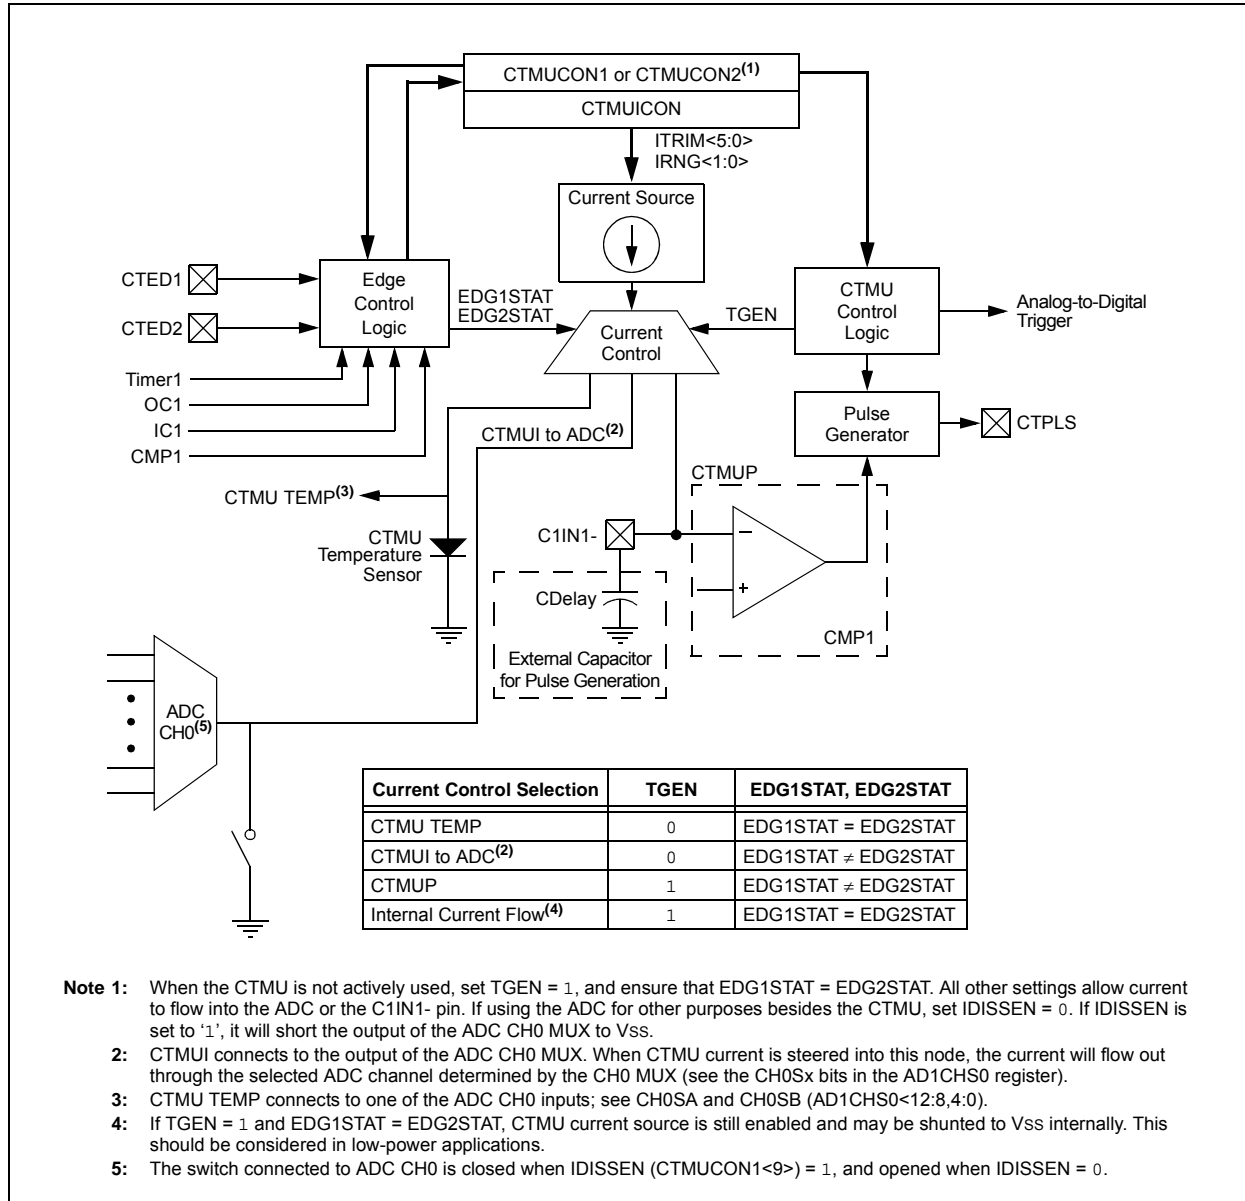 CTMUCON1 or CTMUCON2(1)
CTMUICON
ITRIM<5:0>
IRNG<1:0>
Current Source
CTED1
CTED2
Edge
Control
Logic
EDG1STAT
EDG2STAT
Current
Control
TGEN
CTMU
Control
Logic
Analog-to-Digital
Trigger
Timer1
OC1
IC1
CMP1
Pulse
Generator
CTPLS
CTMUI to ADC(2)
CTMUP
CTMU TEMP(3)
CTMU
Temperature
Sensor
C1IN1-
–
+
CDelay
CMP1
External Capacitor
for Pulse Generation
ADC
CH0(5)
Current Control Selection TGEN EDG1STAT, EDG2STAT
CTMU TEMP 0 EDG1STAT = EDG2STAT
CTMUI to ADC(2) 0 EDG1STAT ≠ EDG2STAT
CTMUP 1 EDG1STAT ≠ EDG2STAT
Internal Current Flow(4) 1 EDG1STAT = EDG2STAT
Note 1: When the CTMU is not actively used, set TGEN = 1, and ensure that EDG1STAT = EDG2STAT. All other settings allow current
to flow into the ADC or the C1IN1- pin. If using the ADC for other purposes besides the CTMU, set IDISSEN = 0. If IDISSEN is
set to '1', it will short the output of the ADC CH0 MUX to VSS.
2: CTMUI connects to the output of the ADC CH0 MUX. When CTMU current is steered into this node, the current will flow out
through the selected ADC channel determined by the CH0 MUX (see the CH0Sx bits in the AD1CHS0 register).
3: CTMU TEMP connects to one of the ADC CH0 inputs; see CH0SA and CH0SB (AD1CHS0<12:8,4:0).
4: If TGEN = 1 and EDG1STAT = EDG2STAT, CTMU current source is still enabled and may be shunted to VSS internally. This
should be considered in low-power applications.
5: The switch connected to ADC CH0 is closed when IDISSEN (CTMUCON1<9>) = 1, and opened when IDISSEN = 0.